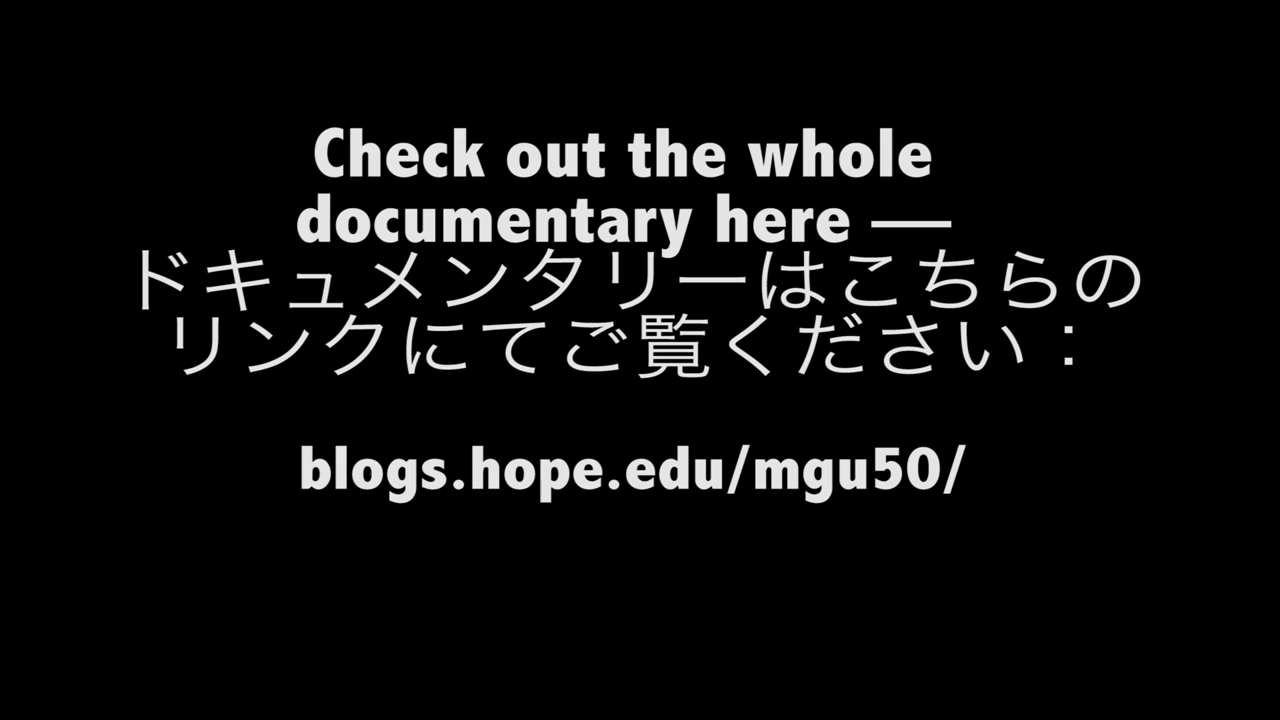 Check out the whole
documentary here —
ドキュメンタリーはこちらの
リンクにてご覧ください：
blogs.hope.edu/mgu50/